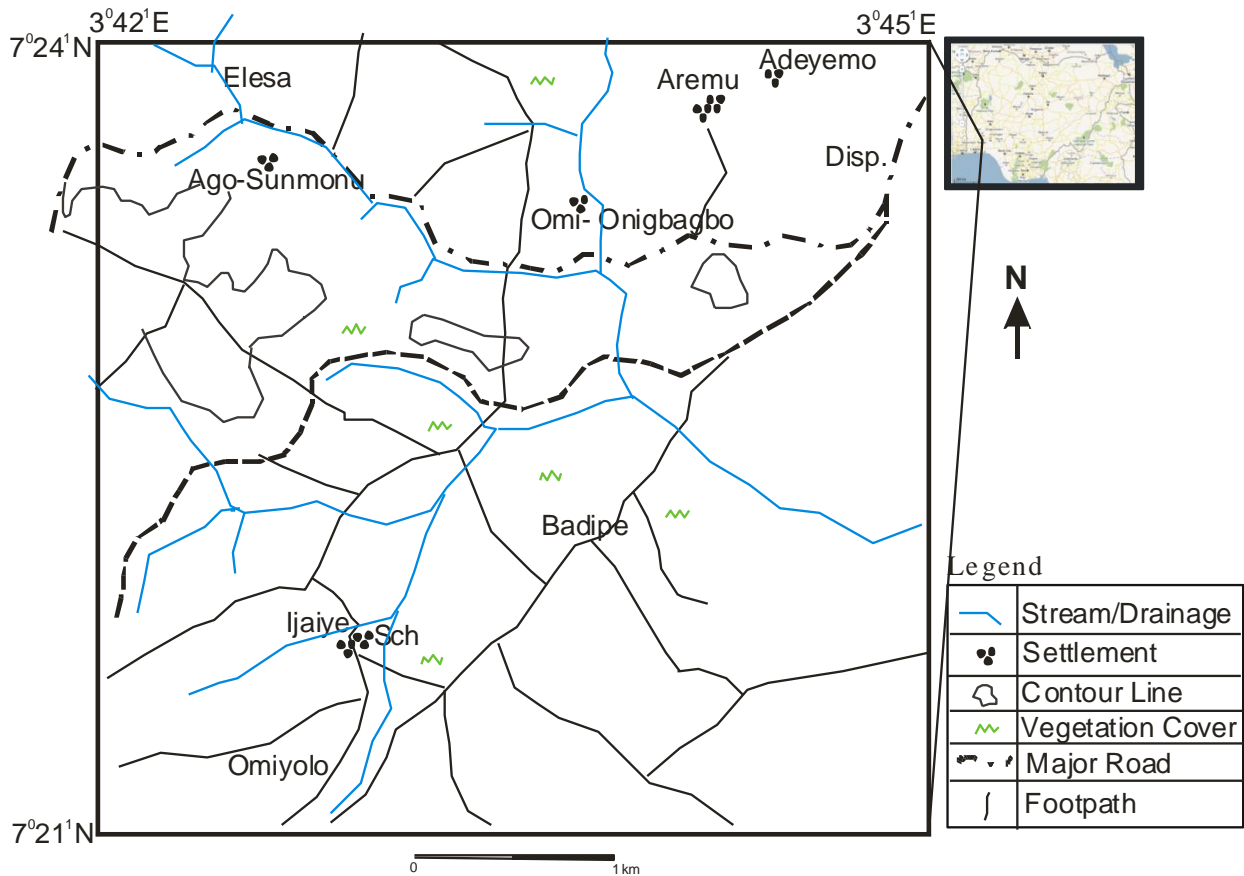 3⁰42¹E
3⁰45¹E
7⁰24¹N
Elesa
Adeyemo
Aremu
Disp.
Ago-Sunmonu
Omi- Onigbagbo
N
Badipe
Ijaiye
Sch
Omiyolo
7⁰21¹N
0
1 km
Legend
Stream/Drainage
Settlement
Contour Line
Vegetation Cover
Major Road
Footpath